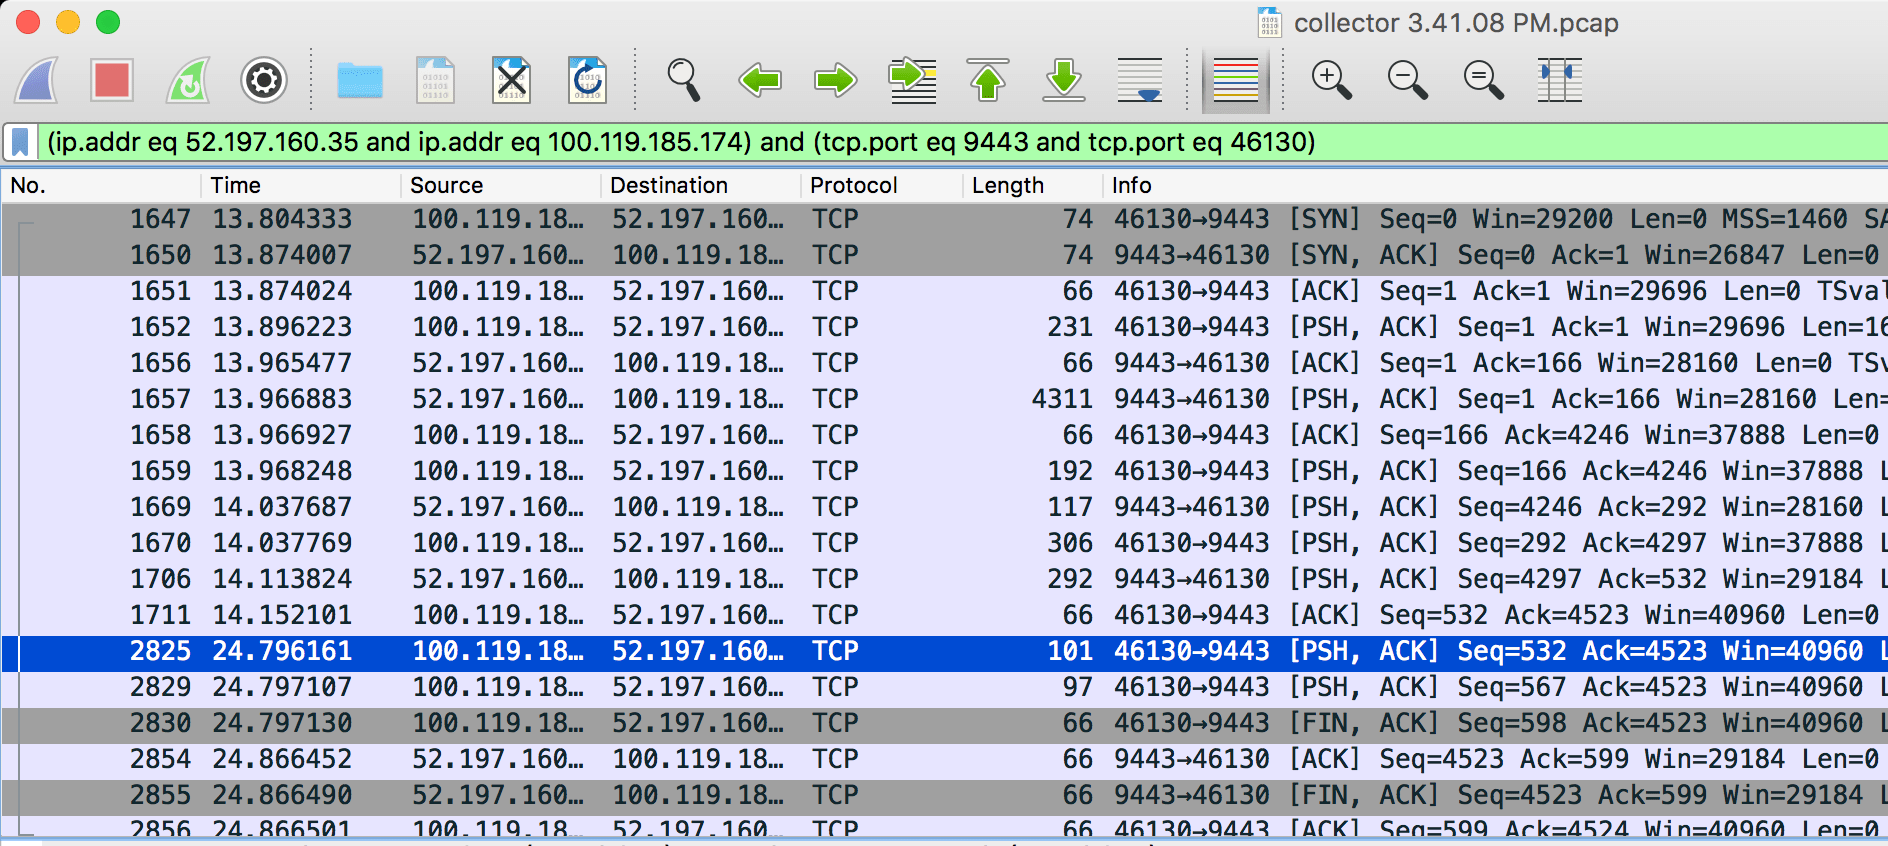 collector 3.41.08 PM.pcap
(ip.addr eq 52.197.160.35 and ip.addr eq 100.119.185.174) and (tcp.port eq 9443 and tcp.port eq 46130)
No. Time Source Destination Protocol Length Info
1647 13.804333 100.119.18… 52.197.160… TCP 74 46130→9443 [SYN] Seq=0 Win=29200 Len=0 MSS=1460 SA
1650 13.874007 52.197.160… 100.119.18… TCP 74 9443→46130 [SYN, ACK] Seq=0 Ack=1 Win=26847 Len=0
1651 13.874024 100.119.18… 52.197.160… TCP 66 46130→9443 [ACK] Seq=1 Ack=1 Win=29696 Len=0 TSval
1652 13.896223 100.119.18… 52.197.160… TCP 231 46130→9443 [PSH, ACK] Seq=1 Ack=1 Win=29696 Len=16
1656 13.965477 52.197.160… 100.119.18… TCP 66 9443→46130 [ACK] Seq=1 Ack=166 Win=28160 Len=0 TSv
1657 13.966883 52.197.160… 100.119.18… TCP 4311 9443→46130 [PSH, ACK] Seq=1 Ack=166 Win=28160 Len=
1658 13.966927 100.119.18… 52.197.160… TCP 66 46130→9443 [ACK] Seq=166 Ack=4246 Win=37888 Len=0
1659 13.968248 100.119.18… 52.197.160… TCP 192 46130→9443 [PSH, ACK] Seq=166 Ack=4246 Win=37888 L
1669 14.037687 52.197.160… 100.119.18… TCP 117 9443→46130 [PSH, ACK] Seq=4246 Ack=292 Win=28160 L
1670 14.037769 100.119.18… 52.197.160… TCP 306 46130→9443 [PSH, ACK] Seq=292 Ack=4297 Win=37888 L
1706 14.113824 52.197.160… 100.119.18… TCP 292 9443→46130 [PSH, ACK] Seq=4297 Ack=532 Win=29184 L
1711 14.152101 100.119.18… 52.197.160… TCP 66 46130→9443 [ACK] Seq=532 Ack=4523 Win=40960 Len=0
2825 24.796161 100.119.18… 52.197.160… TCP 101 46130→9443 [PSH, ACK] Seq=532 Ack=4523 Win=40960 L
2829 24.797107 100.119.18… 52.197.160… TCP 97 46130→9443 [PSH, ACK] Seq=567 Ack=4523 Win=40960 L
2830 24.797130 100.119.18… 52.197.160… TCP 66 46130→9443 [FIN, ACK] Seq=598 Ack=4523 Win=40960 L
2854 24.866452 52.197.160… 100.119.18… TCP 66 9443→46130 [ACK] Seq=4523 Ack=599 Win=29184 Len=0
2855 24.866490 52.197.160… 100.119.18… TCP 66 9443→46130 [FIN, ACK] Seq=4523 Ack=599 Win=29184 L
2856 24.866501 100.119.18… 52.197.160… TCP 66 46130→9443 [ACK] Seq=599 Ack=4524 Win=40960 Len=0